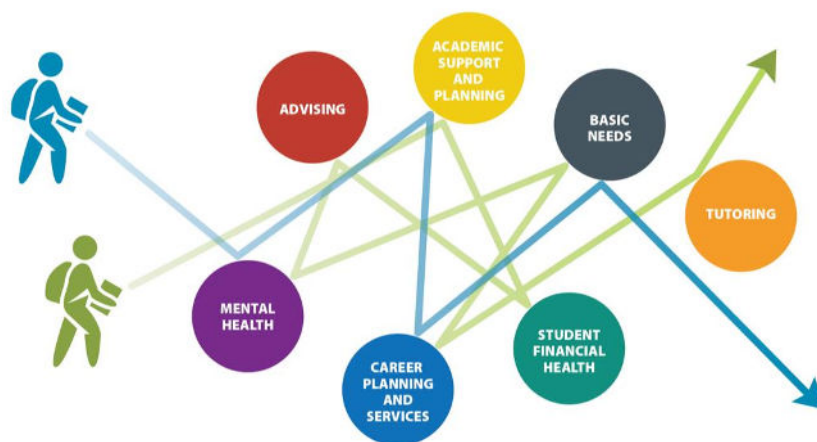 ADVISING
ACADEMIC
SUPPORT
AND
PLANNING
BASIC
NEEDS
TUTORING
MENTAL
HEALTH
CAREER
PLANNING
AND
SERVICES
STUDENT
FINANCIAL
HEALTH